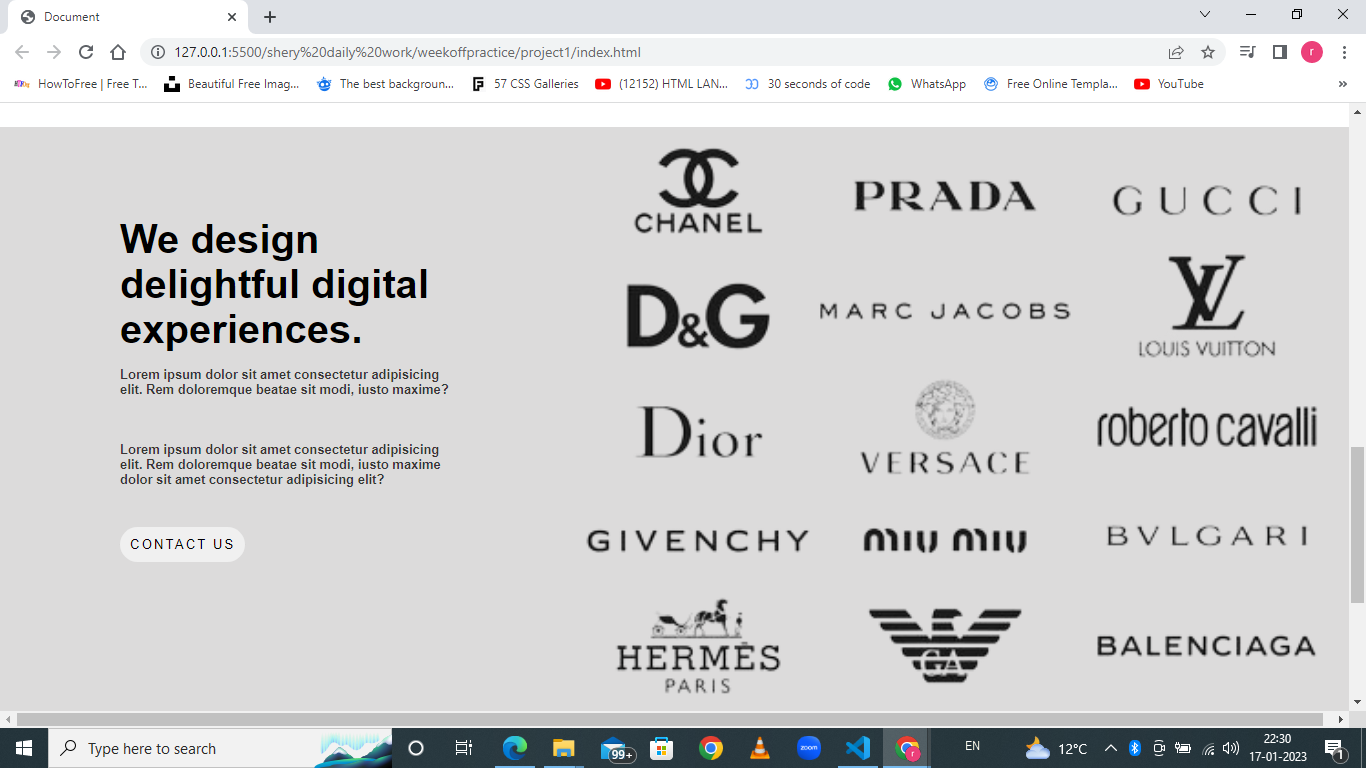 Document
127.0.0.1:5500/shery%20daily%20work/weekoffpractice/project1/index.html
r
HowToFree | Free T... Beautiful Free Imag... The best backgroun... 57 CSS Galleries (12152) HTML LAN... 30 seconds of code WhatsApp Free Online Templa... YouTube »
We design
delightful digital
experiences.
Lorem ipsum dolor sit amet consectetur adipisicing
elit. Rem doloremque beatae sit modi, iusto maxime?
Lorem ipsum dolor sit amet consectetur adipisicing
elit. Rem doloremque beatae sit modi, iusto maxime
dolor sit amet consectetur adipisicing elit?
CONTACT US
CHANEL
PRADA
GUCCI
D&G
MARC JACOBS
LV
LOUIS VUITTON
Dior
VERSACE
roberto cavalli
GIVENCHY
miu miu
BVLGARI
HERMĒS
PARIS
GA
BALENCIAGA
Type here to search
99+
zoom
r
EN
12°C
22:30
17-01-2023
1